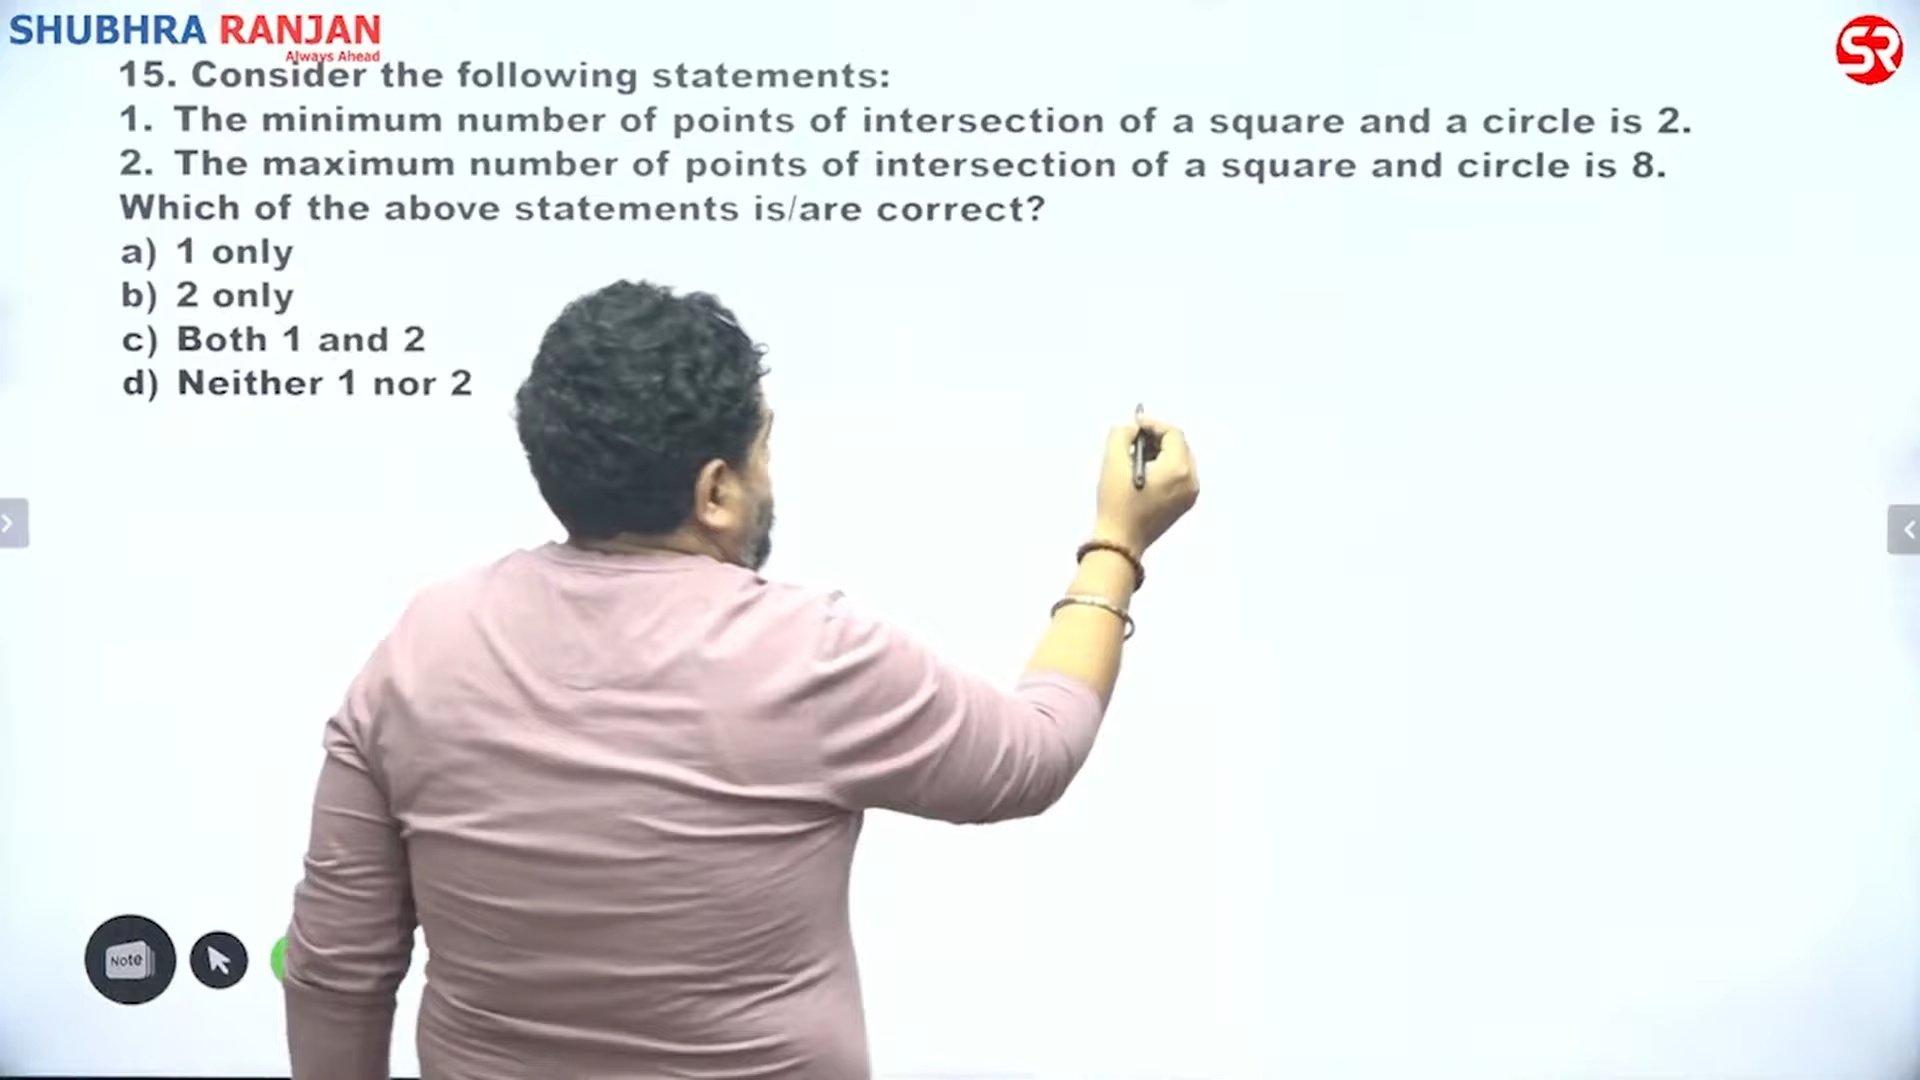 SHUBHRA RANJAN
Always Ahead
15. Consider the following statements:
1. The minimum number of points of intersection of a square and a circle is 2.
2. The maximum number of points of intersection of a square and circle is 8.
Which of the above statements is/are correct?
a) 1 only
b) 2 only
c) Both 1 and 2
d) Neither 1 nor 2
SR
Note